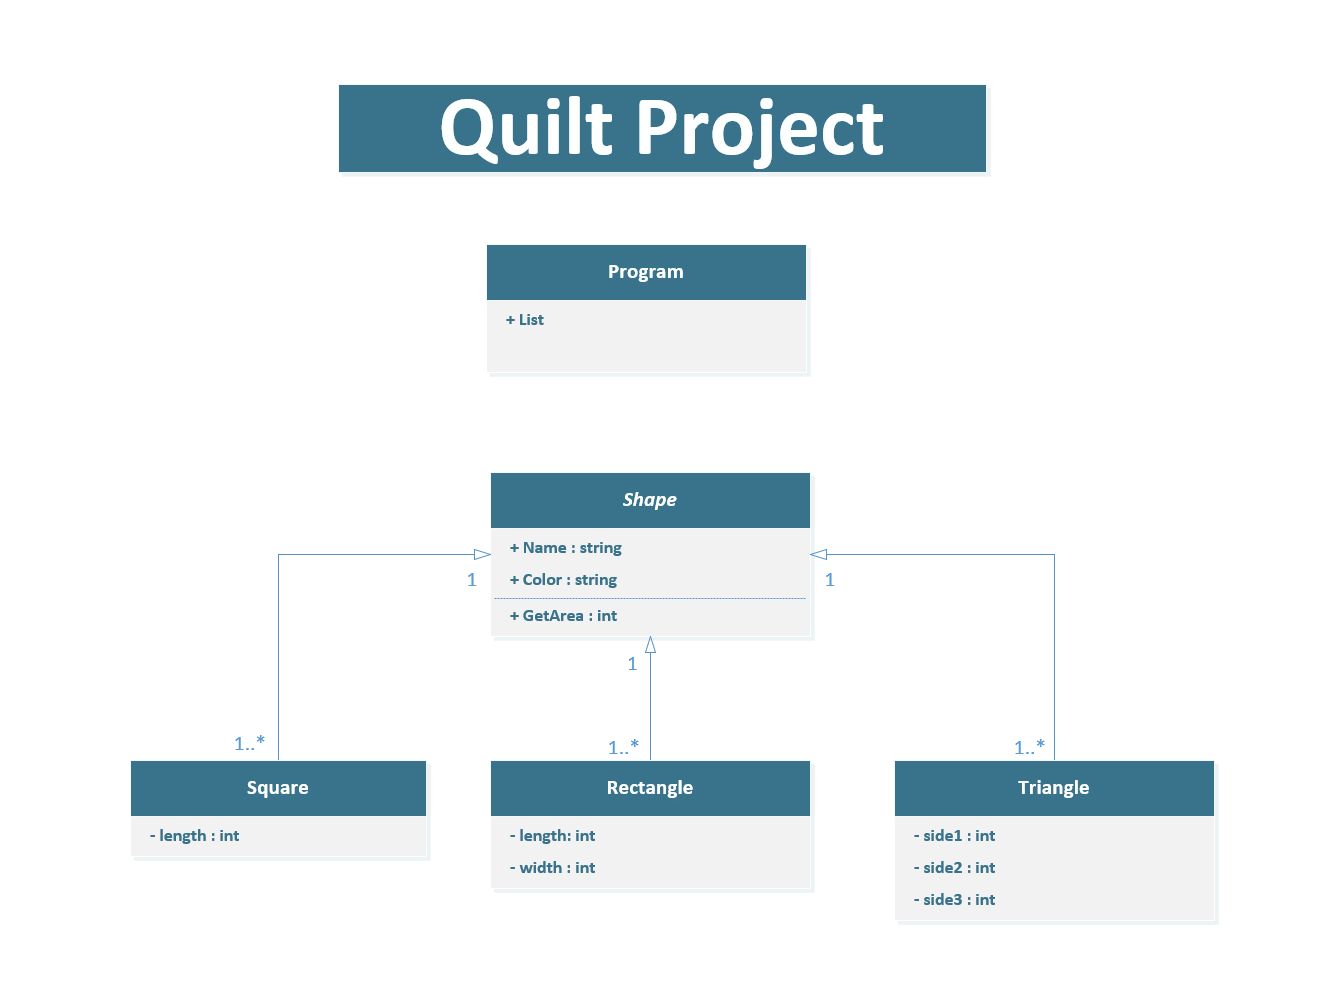 Quilt Project
Program
+ List
Shape
+ Name : string
+ Color : string
+ GetArea : int
1
1
1
1..*
1..*
1..*
Square
- length : int
Rectangle
- length: int
- width : int
Triangle
- side1 : int
- side2 : int
- side3 : int